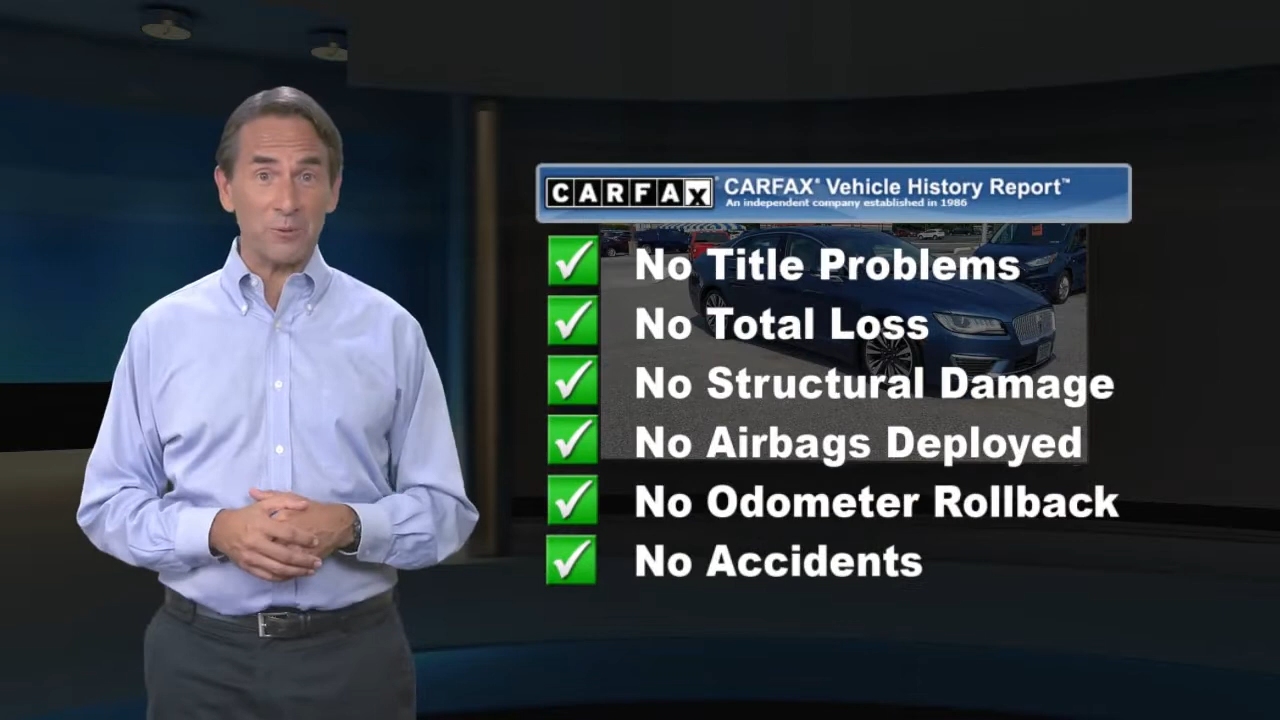 CARFAX® CARFAX® Vehicle History Report™
An independent company established in 1986
No Title Problems
No Total Loss
No Structural Damage
No Airbags Deployed
No Odometer Rollback
No Accidents